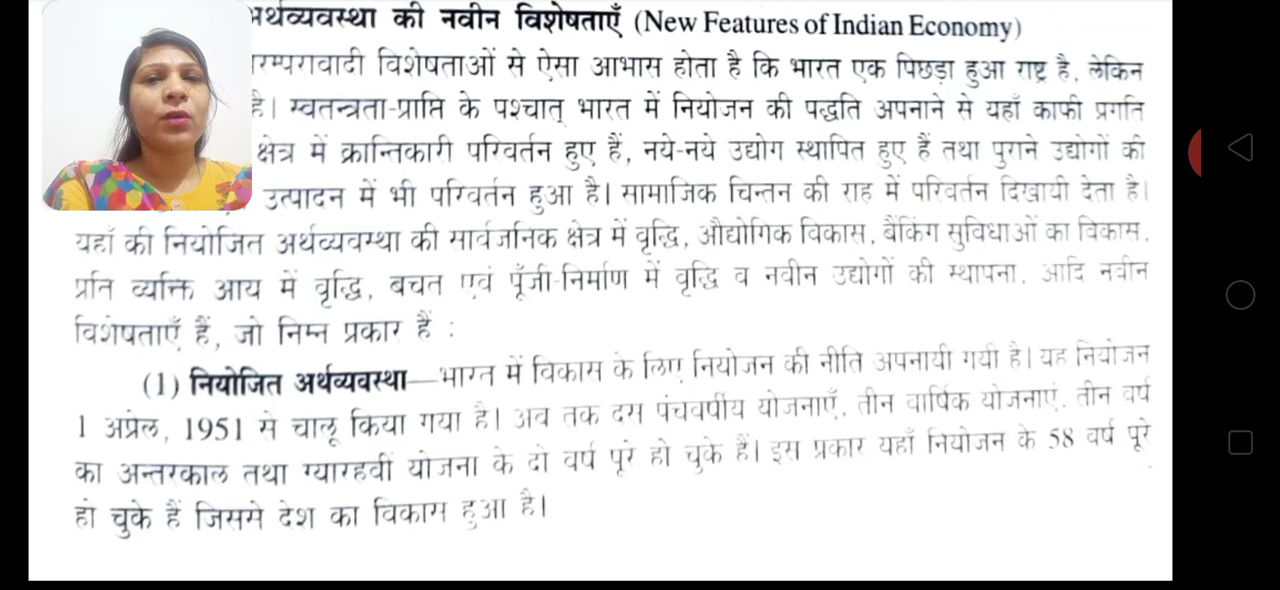 अर्थव्यवस्था की नवीन विशेषताएँ (New Features of Indian Economy)
विशेषताओं से ऐसा आभास होता है कि भारत एक पिछड़ा हुआ राष्ट्र है, लेकिन
है। स्वतन्त्रता-प्राप्ति के पश्चात् भारत में नियोजन की पद्धति अपनाने से यहाँ काफी प्रगति
क्षेत्र में क्रान्तिकारी परिवर्तन हुए हैं, नये-नये उद्योग स्थापित हुए हैं तथा पुराने उद्योगों की
उत्पादन में भी परिवर्तन हुआ है। सामाजिक चिन्तन की राह में परिवर्तन दिखायी देता है।
यहाँ की नियोजित अर्थव्यवस्था की सार्वजनिक क्षेत्र में वृद्धि, औद्योगिक विकास, बैंकिंग सुविधाओं का विकास,
प्रति व्यक्ति आय में वृद्धि, बचत एवं पूँजी-निर्माण में वृद्धि व नवीन उद्योगों की स्थापना, आदि नवीन
विशेषताएँ हैं, जो निम्न प्रकार हैं :
(1) नियोजित अर्थव्यवस्था—भारत में विकास के लिए नियोजन की नीति अपनायी गयी है। यह नियोजन
1 अप्रैल, 1951 से चालू किया गया है। अब तक दस पंचवर्षीय योजनाएँ, तीन वार्षिक योजनाएं, तीन वर्ष
का अन्तरकाल तथा ग्यारहवीं योजना के दो वर्ष पूरे हो चुके हैं। इस प्रकार यहाँ नियोजन के 58 वर्ष पूरे
हो चुके हैं जिससे देश का विकास हुआ है।